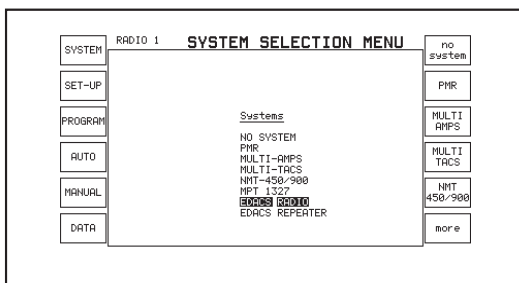 RADIO 1 SYSTEM SELECTION MENU
SYSTEM
SET-UP
PROGRAM
AUTO
MANUAL
DATA
Systems
NO SYSTEM
PMR
MULTI-AMPS
MULTI-TACS
NMT-450/900
MPT 1327
EDACS RADIO
EDACS REPEATER
no
system
PMR
MULTI
AMPS
MULTI
TACS
NMT
450/900
more